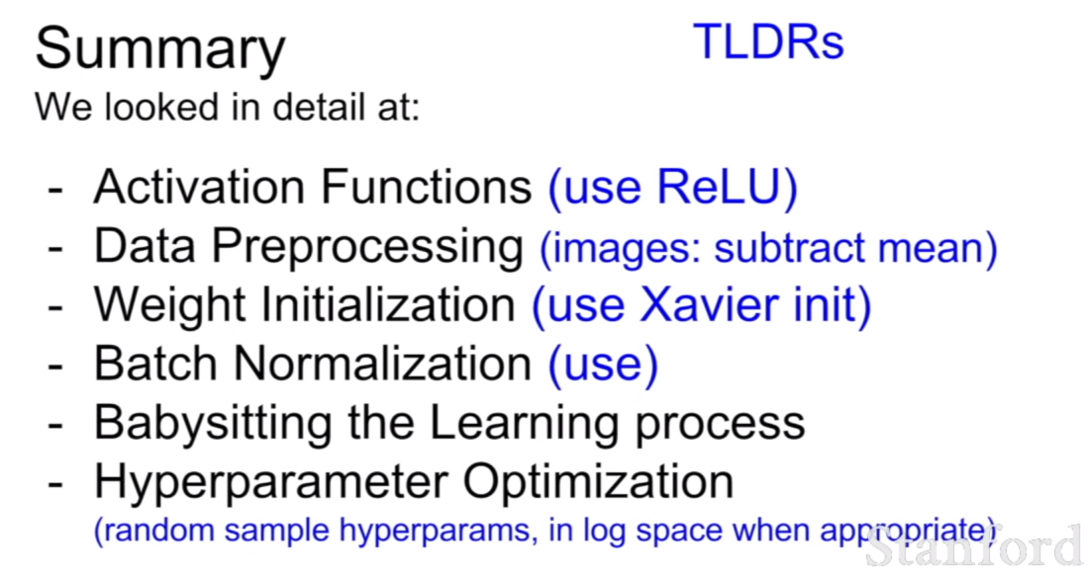 Summary
TLDRs
We looked in detail at:
- Activation Functions (use ReLU)
- Data Preprocessing (images: subtract mean)
- Weight Initialization (use Xavier init)
- Batch Normalization (use)
- Babysitting the Learning process
- Hyperparameter Optimization
(random sample hyperparams, in log space when appropriate)
Stanford